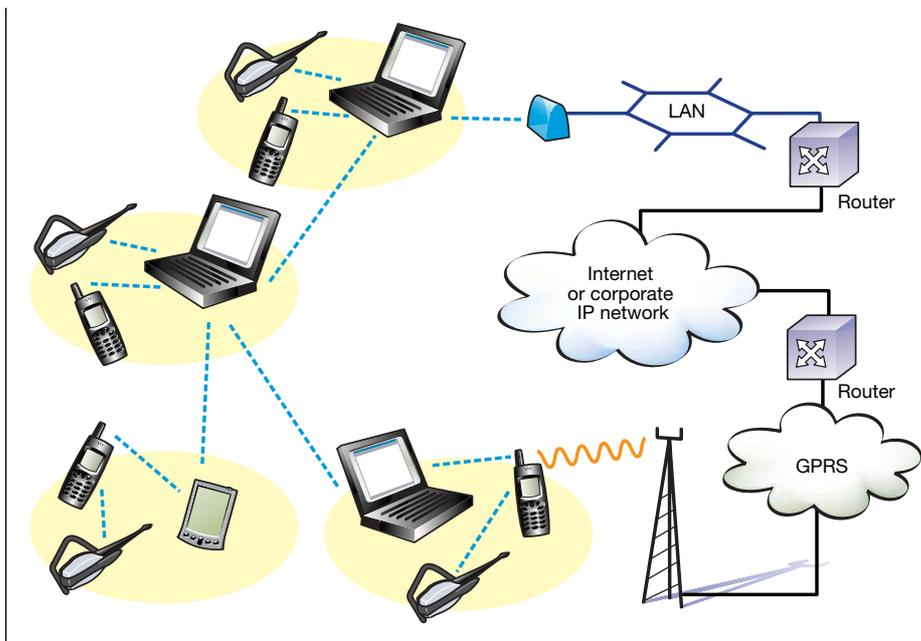 LAN
Router
Internet
or corporate
IP network
Router
GPRS